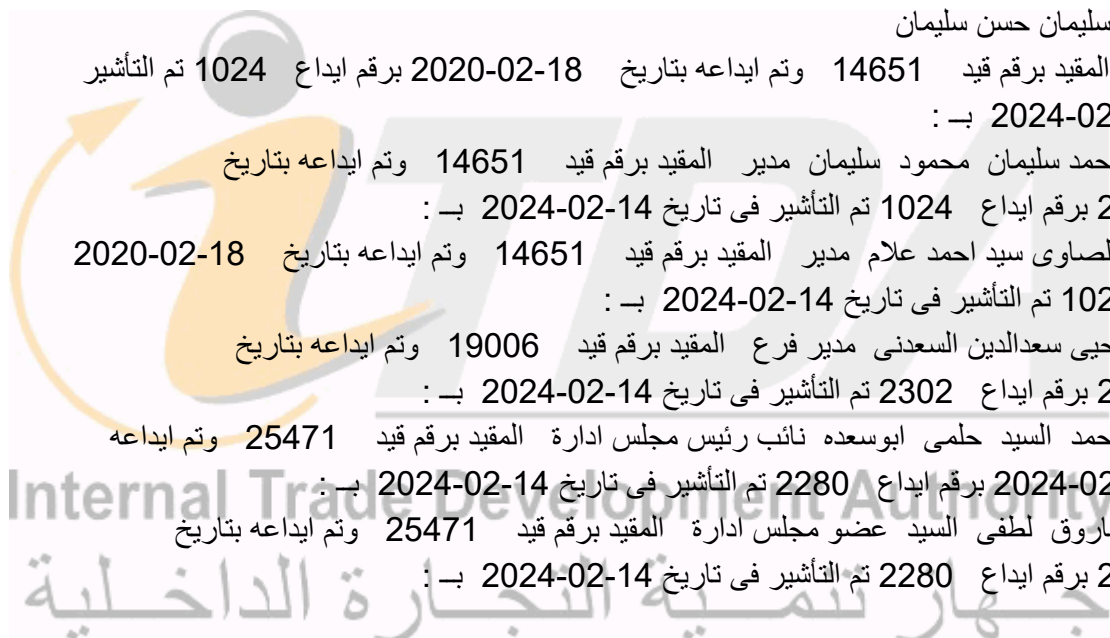 سليمان حسن سليمان
المقيد برقم قيد 14651 وتم ايداعه بتاريخ 18-02-2020 برقم ايداع 1024 تم التأشير
2024-02 بــ :
حمد سليمان محمود سليمان مدير المقيد برقم قيد 14651 وتم ايداعه بتاريخ
2 برقم ايداع 1024 تم التأشير فى تاريخ 14-02-2024 بــ :
لصاوى سيد احمد علام مدير المقيد برقم قيد 14651 وتم ايداعه بتاريخ 18-02-2020
102 تم التأشير فى تاريخ 14-02-2024 بــ :
حيى سعدالدين السعدنى مدير فرع المقيد برقم قيد 19006 وتم ايداعه بتاريخ
2 برقم ايداع 2302 تم التأشير فى تاريخ 14-02-2024 بــ :
حمد السيد حلمى ابوسعده نائب رئيس مجلس ادارة المقيد برقم قيد 25471 وتم ايداعه
2024-02 برقم ايداع 2280 تم التأشير فى تاريخ 14-02-2024 بــ :
اروق لطفى السيد عضو مجلس ادارة المقيد برقم قيد 25471 وتم ايداعه بتاريخ
2 برقم ايداع 2280 تم التأشير فى تاريخ 14-02-2024 بــ :
iTDA
Internal Trade Development Authority
جهاز تنمية التجارة الداخلية